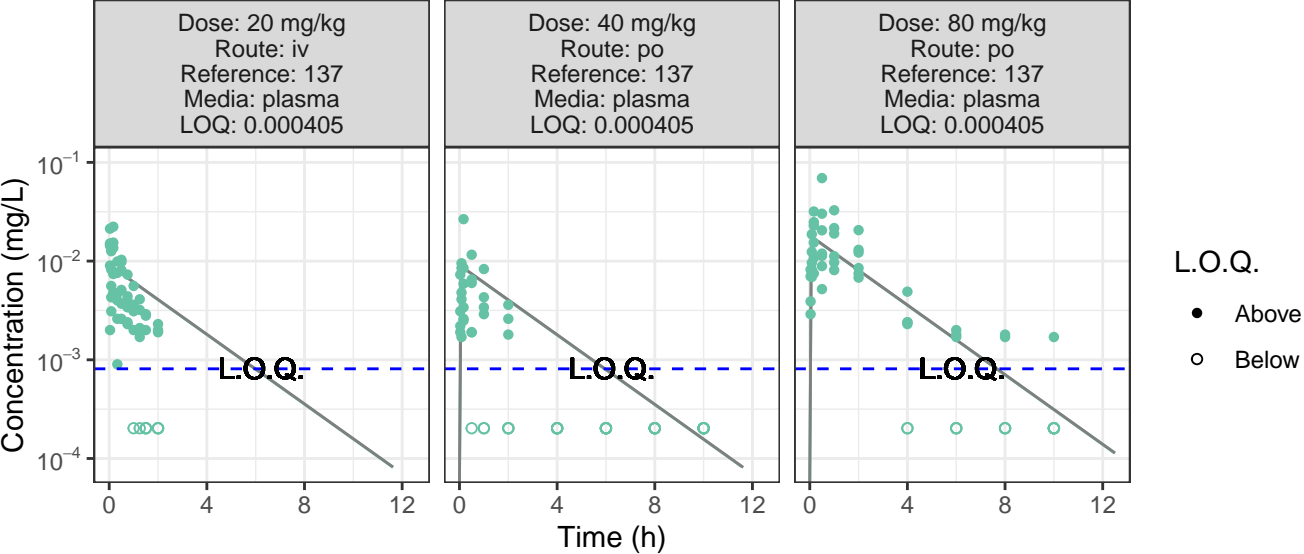 Dose: 20 mg/kg
Route: iv
Reference: 137
Media: plasma
LOQ: 0.000405
Dose: 40 mg/kg
Route: po
Reference: 137
Media: plasma
LOQ: 0.000405
Dose: 80 mg/kg
Route: po
Reference: 137
Media: plasma
LOQ: 0.000405
Concentration (mg/L)
10⁻¹
10⁻²
10⁻³
10⁻⁴
L.O.Q.
L.O.Q.
L.O.Q.
0 4 8 12
0 4 8 12
0 4 8 12
Time (h)
L.O.Q.
Above
Below